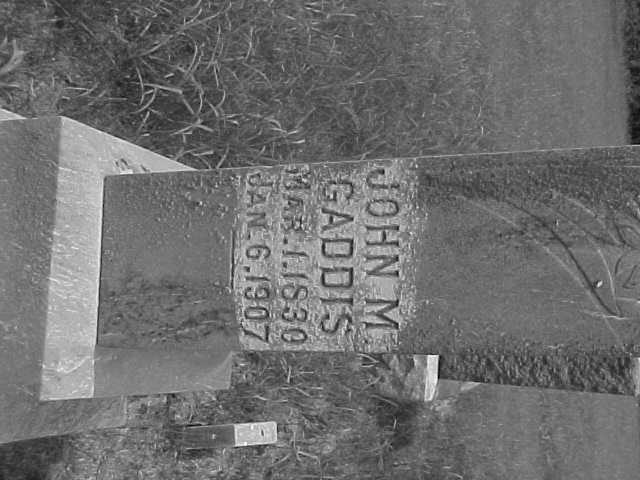 JOHN M.
GADDIS
MAR. 1. 1830
JAN. 6. 1907